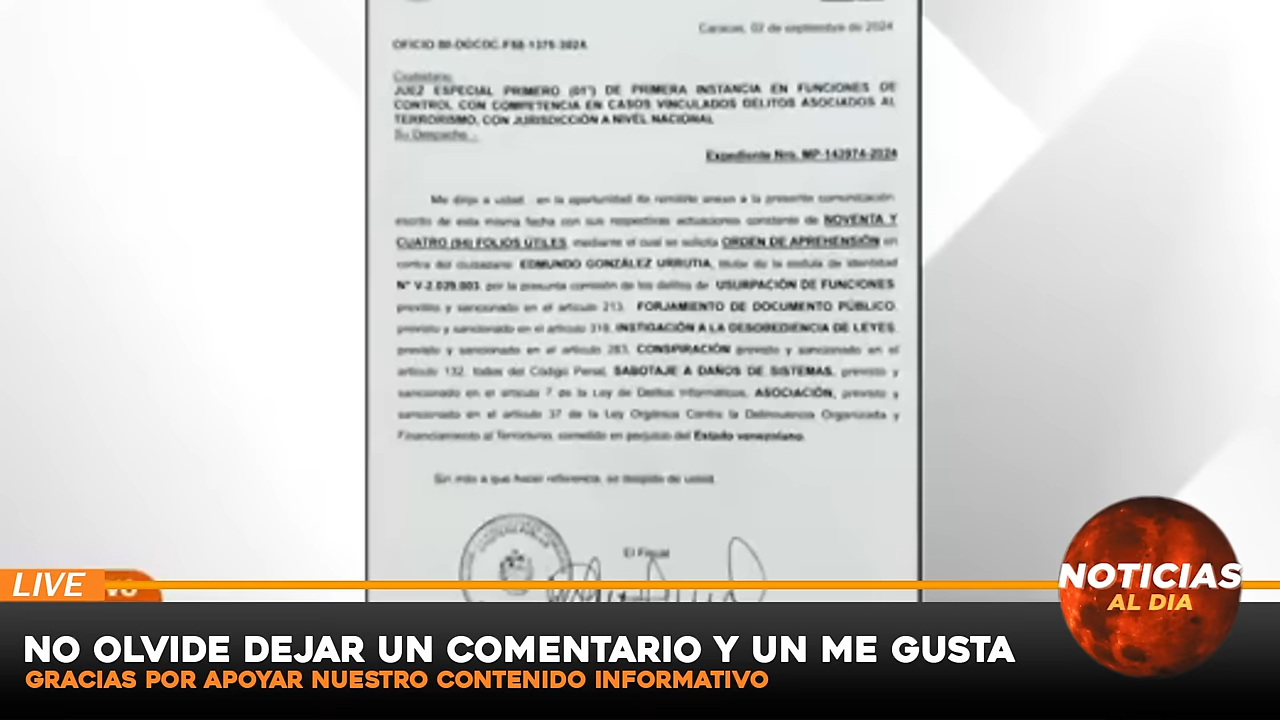 Caracas, 02 de septiembre de 2024
OFICIO 00-DGCDC-F58-1375-2024
Ciudadano
JUEZ ESPECIAL PRIMERO (01°) DE PRIMERA INSTANCIA EN FUNCIONES DE
CONTROL CON COMPETENCIA EN CASOS VINCULADOS DELITOS ASOCIADOS AL
TERRORISMO, CON JURISDICCIÓN A NIVEL NACIONAL
Su Despacho.-
Expediente Nro. MP-143974-2024
Me dirijo a usted, en la oportunidad de remitirle anexo a la presente comunicación
escrito de esta misma fecha con sus respectivas actuaciones constante de NOVENTA Y
CUATRO (94) FOLIOS ÚTILES, mediante el cual se solicita ORDEN DE APREHENSIÓN en
contra del ciudadano EDMUNDO GONZÁLEZ URRUTIA, titular de la cedula de identidad
N° V-2.039.003, por la presunta comisión de los delitos de USURPACIÓN DE FUNCIONES
previsto y sancionado en el artículo 213, FORJAMIENTO DE DOCUMENTO PÚBLICO,
previsto y sancionado en el artículo 319, INSTIGACIÓN A LA DESOBEDIENCIA DE LEYES,
previsto y sancionado en el artículo 283, CONSPIRACIÓN previsto y sancionado en el
artículo 132, todos del Código Penal, SABOTAJE A DAÑOS DE SISTEMAS, previsto y
sancionado en el artículo 7 de la Ley de Delitos Informáticos, ASOCIACIÓN, previsto y
sancionado en el artículo 37 de la Ley Orgánica Contra la Delincuencia Organizada y
Financiamiento al Terrorismo, cometido en perjuicio del Estado venezolano.
Sin más a que hacer referencia, se despide de usted.
El Fiscal
LIVE
VO
NOTICIAS
AL DIA
NO OLVIDE DEJAR UN COMENTARIO Y UN ME GUSTA
GRACIAS POR APOYAR NUESTRO CONTENIDO INFORMATIVO